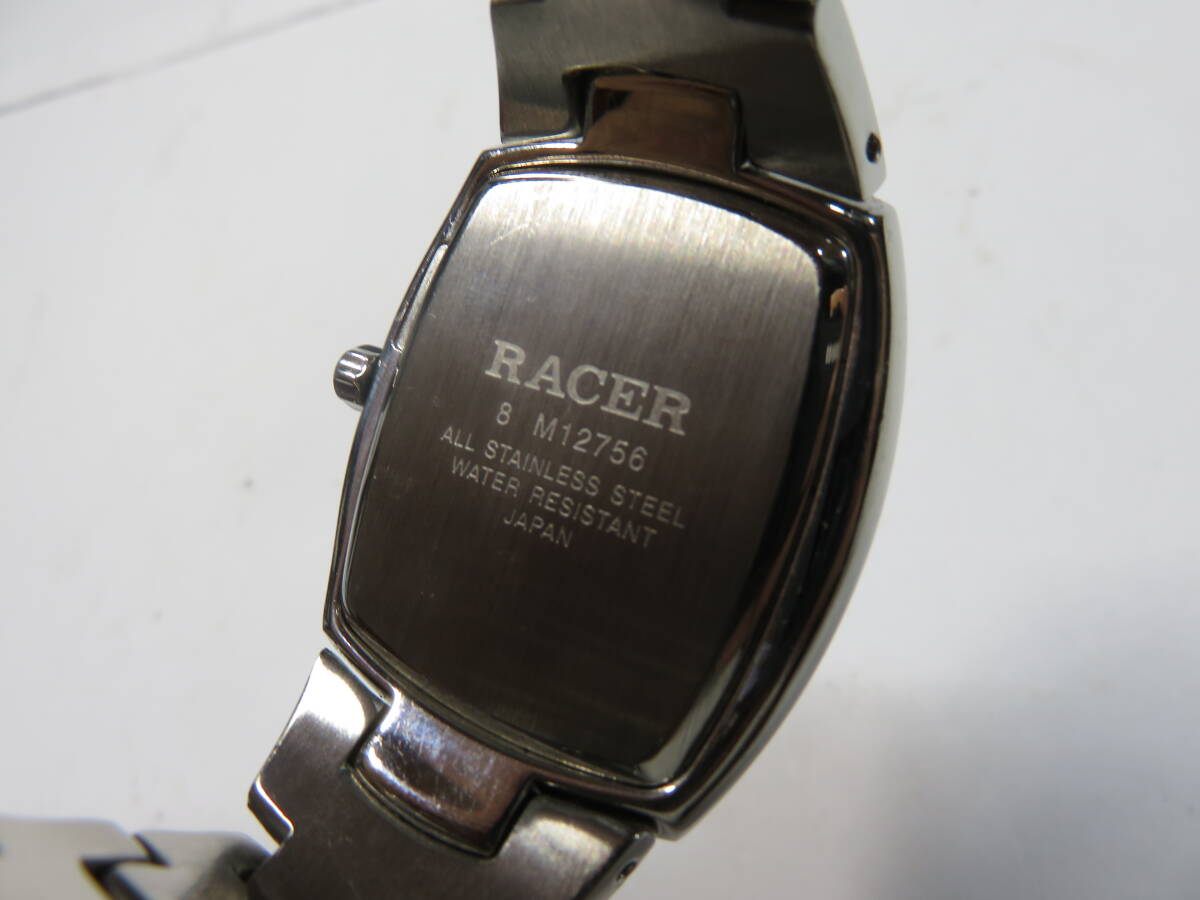 RACER
8 M12756
ALL STAINLESS STEEL
WATER RESISTANT
JAPAN